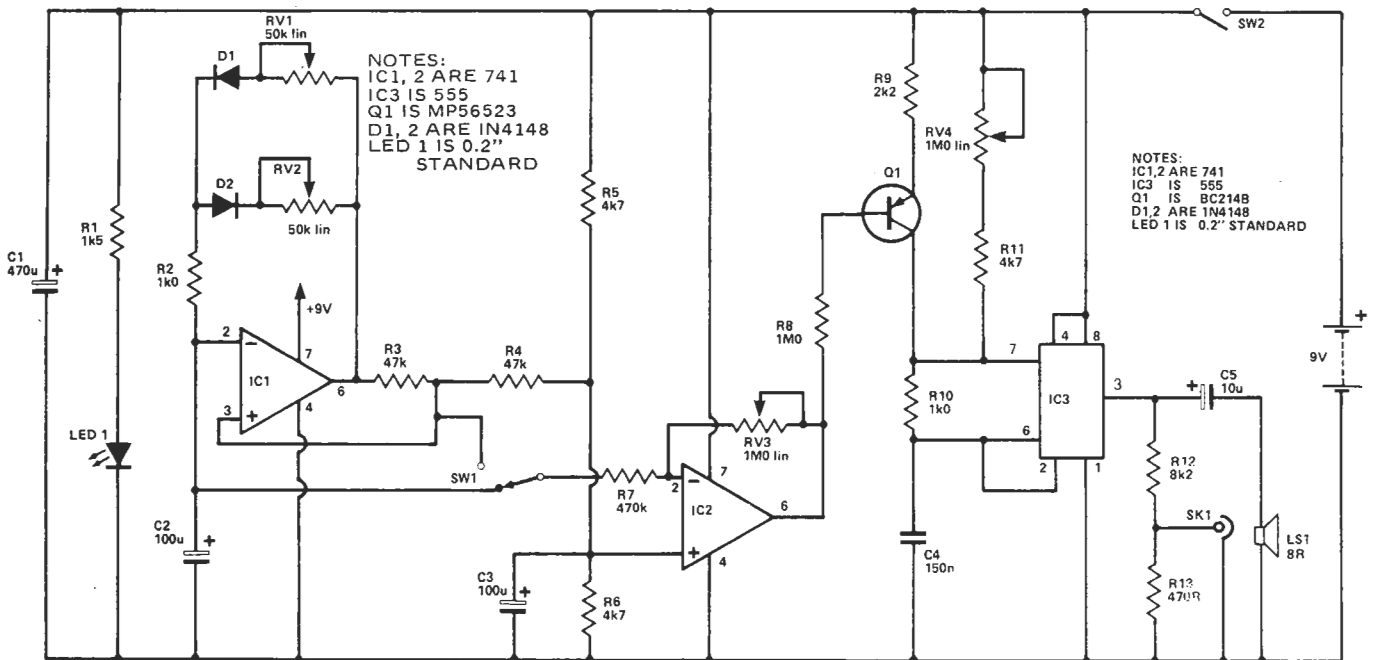 RV1
50k lin
D1
NOTES:
IC1, 2 ARE 741
IC3 IS 555
Q1 IS MP56523
D1, 2 ARE IN4148
LED 1 IS 0.2"
STANDARD
SW2
R9
2k2
RV4
1M0 lin
NOTES:
IC1,2 ARE 741
IC3 IS 555
Q1 IS BC214B
D1,2 ARE 1N4148
LED 1 IS 0.2" STANDARD
D2
RV2
50k lin
R5
4k7
Q1
R1
1k5
C1
470u
+
R2
1k0
+9V
R11
4k7
R8
1M0
2
7
IC1
6
3
+
4
R3
47k
R4
47k
4
8
7
IC3
3
6
2
1
+
C5
10u
+
9V
R10
1k0
LED 1
SW1
RV3
1M0 lin
R7
470k
2
7
IC2
6
+
4
R12
8k2
SK1
LS1
8R
C2
100u
+
C3
100u
+
R6
4k7
C4
150n
R13
470R